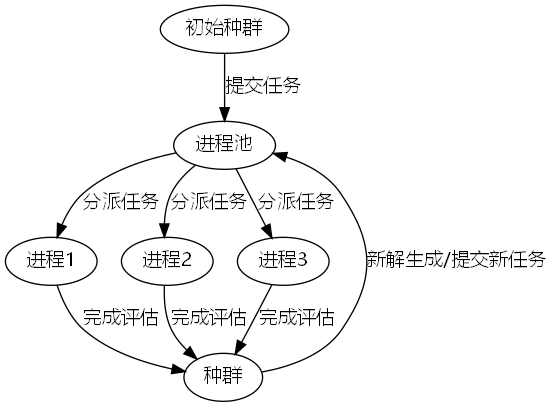 初始种群
提交任务
进程池
分派任务
分派任务
分派任务
进程1
进程2
进程3
新解生成/提交新任务
完成评估
完成评估
完成评估
种群